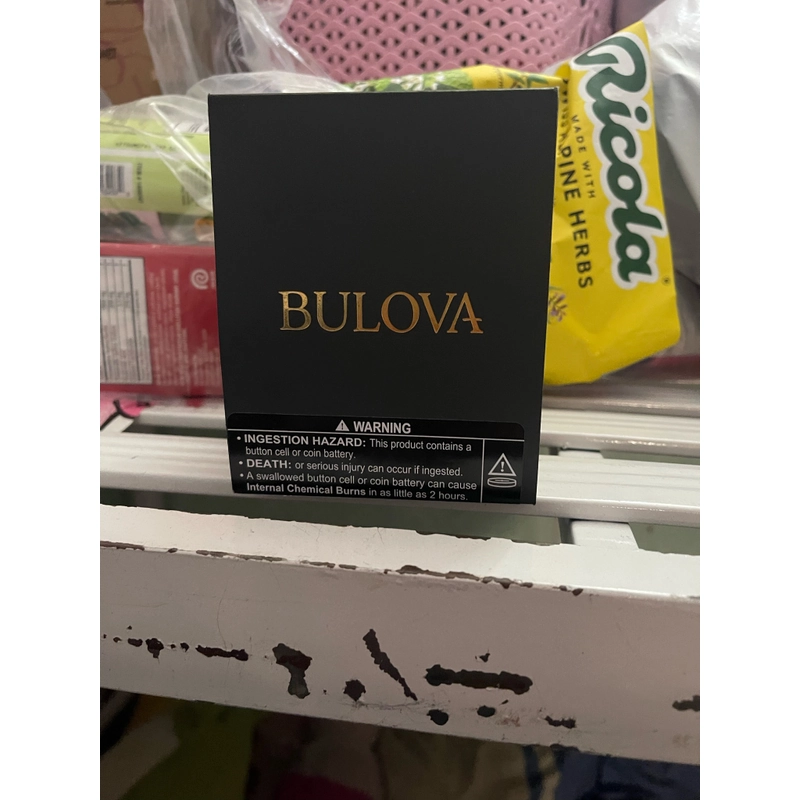 Ricola
MADE WITH
PINE HERBS
BULOVA
WARNING
• INGESTION HAZARD: This product contains a
button cell or coin battery.
• DEATH: or serious injury can occur if ingested.
• A swallowed button cell or coin battery can cause
Internal Chemical Burns in as little as 2 hours.